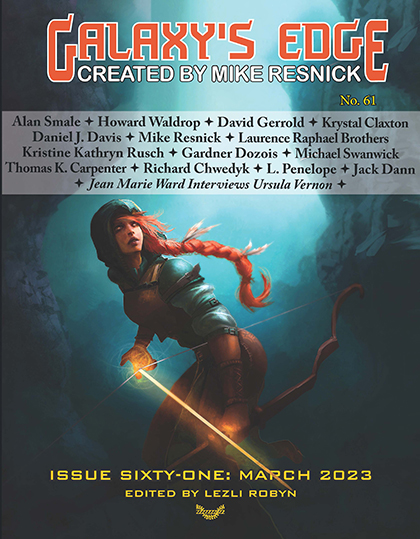 GALAXY'S EDGE
CREATED BY MIKE RESNICK
No. 61
Alan Smale ✦ Howard Waldrop ✦ David Gerrold ✦ Krystal Claxton
Daniel J. Davis ✦ Mike Resnick ✦ Laurence Raphael Brothers
Kristine Kathryn Rusch ✦ Gardner Dozois ✦ Michael Swanwick
Thomas K. Carpenter ✦ Richard Chwedyk ✦ L. Penelope ✦ Jack Dann
✦ Jean Marie Ward Interviews Ursula Vernon ✦
ISSUE SIXTY-ONE: MARCH 2023
EDITED BY LEZLI ROBYN